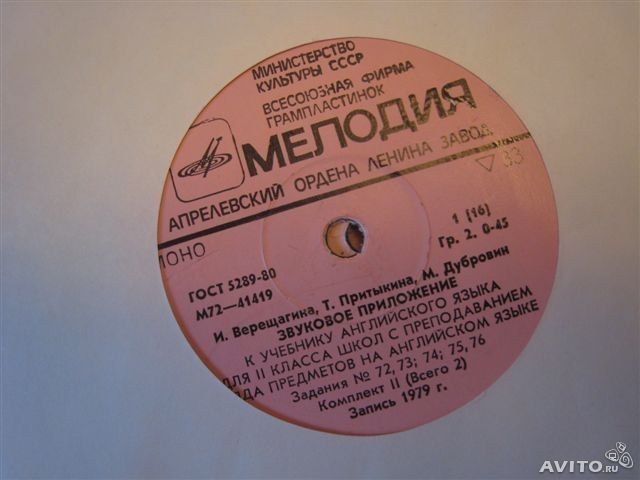 МИНИСТЕРСТВО
КУЛЬТУРЫ СССР
ВСЕСОЮЗНАЯ ФИРМА
ГРАМПЛАСТИНОК
МЕЛОДИЯ
АПРЕЛЕВСКИЙ ОРДЕНА ЛЕНИНА ЗАВОД
33
МОНО
1 [16]
ГОСТ 5289-80
Гр. 2. 0-45
М72—41419
И. Верещагина, Т. Притыкина, М. Дубровин
ЗВУКОВОЕ ПРИЛОЖЕНИЕ
К УЧЕБНИКУ АНГЛИЙСКОГО ЯЗЫКА
ДЛЯ II КЛАССА ШКОЛ С ПРЕПОДАВАНИЕМ
ПРЕДМЕТОВ НА АНГЛИЙСКОМ ЯЗЫКЕ
Задания № 72, 73; 74; 75, 76
Комплект II (Всего 2)
Запись 1979 г.
AVITO.ru